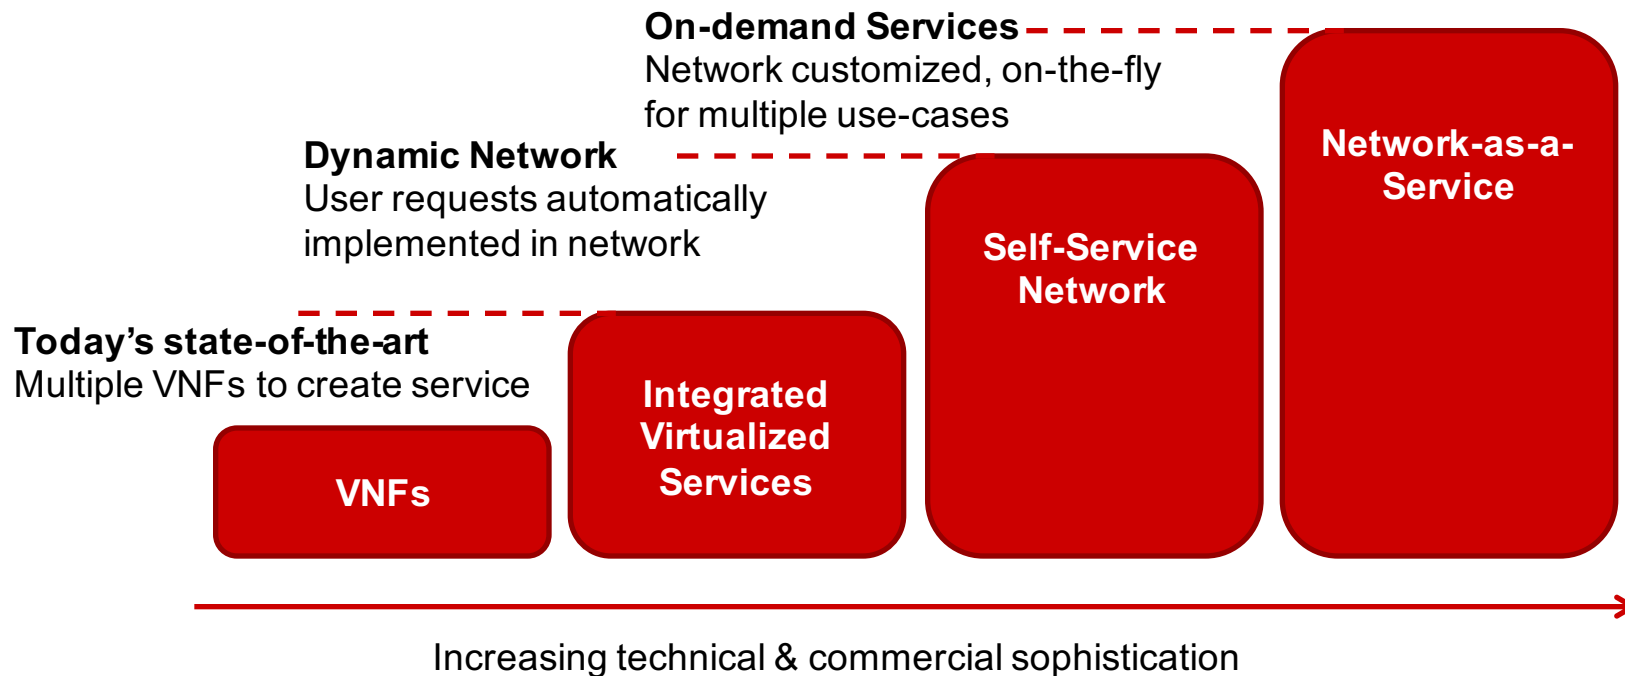 On-demand Services
Network customized, on-the-fly
for multiple use-cases
Dynamic Network
User requests automatically
implemented in network
Today’s state-of-the-art
Multiple VNFs to create service
VNFs
Integrated
Virtualized
Services
Self-Service
Network
Network-as-a-
Service
Increasing technical & commercial sophistication